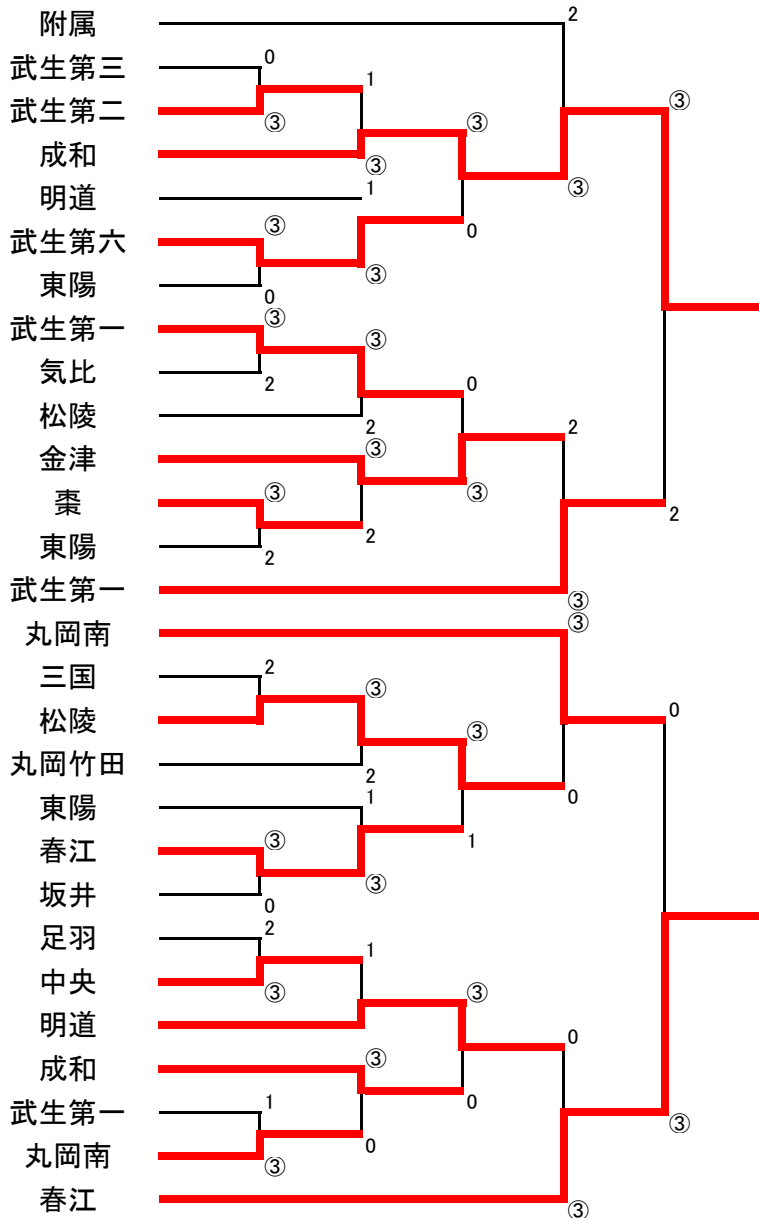 附属 2
武生第三 0
1
武生第二 ③
③
③
成和 ③
明道 1
③
武生第六 ③
0
東陽 0
③
武生第一 ③
③
気比 2
0
松陵 2
2
金津 ③
棗 ③
③
東陽 2
2
2
武生第一 ③
丸岡南 ③
三国 2
③
0
松陵
③
丸岡竹田 2
0
東陽 1
春江 ③
1
坂井 0
③
足羽 2
1
中央 ③
③
明道
0
成和 ③
武生第一 1
0
③
丸岡南 ③
0
春江 ③